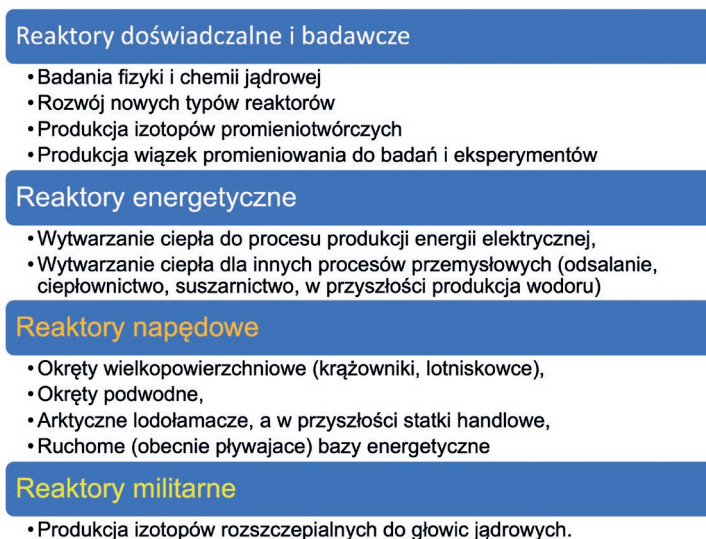 Reaktory doświadczalne i badawcze
• Badania fizyki i chemii jądrowej
• Rozwój nowych typów reaktorów
• Produkcja izotopów promieniotwórczych
• Produkcja wiązek promieniowania do badań i eksperymentów
Reaktory energetyczne
• Wytwarzanie ciepła do procesu produkcji energii elektrycznej,
• Wytwarzanie ciepła dla innych procesów przemysłowych (odsalanie,
ciepłownictwo, suszarnictwo, w przyszłości produkcja wodoru)
Reaktory napędowe
• Okręty wielkopowierzchniowe (krążowniki, lotniskowce),
• Okręty podwodne,
• Arktyczne lodołamacze, a w przyszłości statki handlowe,
• Ruchome (obecnie pływajace) bazy energetyczne
Reaktory militarne
• Produkcja izotopów rozszczepialnych do głowic jądrowych.